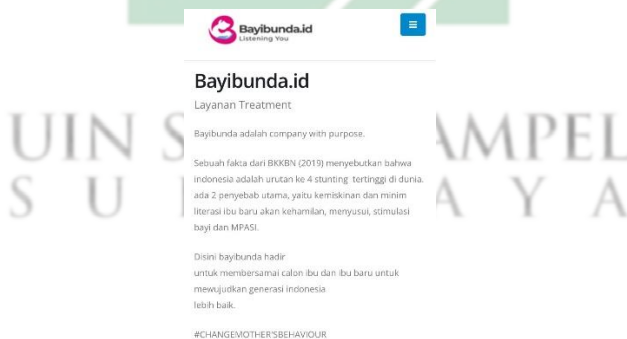 Bayibunda.id
Listening You
Bayibunda.id
Layanan Treatment
Bayibunda adalah company with purpose.
Sebuah fakta dari BKKBN (2019) menyebutkan bahwa
indonesia adalah urutan ke 4 stunting tertinggi di dunia.
ada 2 penyebab utama, yaitu kemiskinan dan minim
literasi ibu baru akan kehamilan, menyusui, stimulasi
bayi dan MPASI.
Disini bayibunda hadir
untuk membersamai calon ibu dan ibu baru untuk
mewujudkan generasi indonesia
lebih baik.
#CHANGEMOTHER'SBEHAVIOUR
UIN S AMPEL
S U A Y A